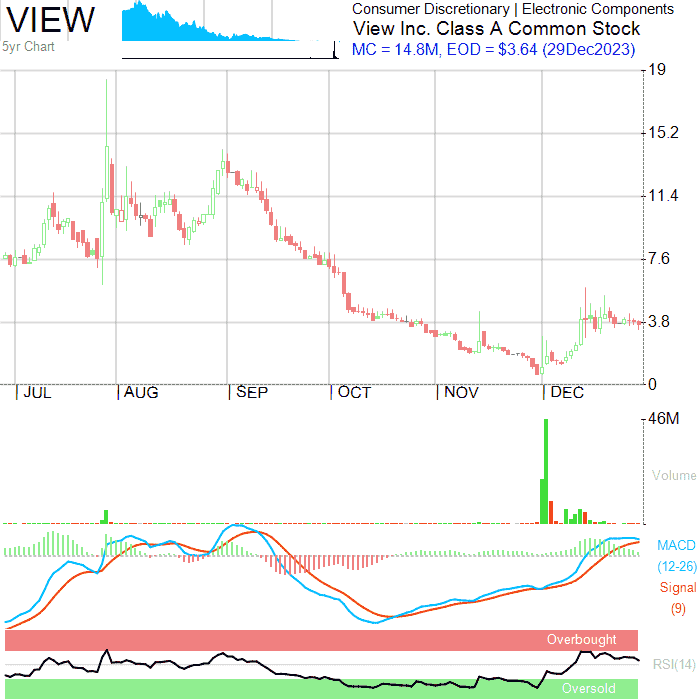 VIEW
5yr Chart
Consumer Discretionary | Electronic Components
View Inc. Class A Common Stock
MC = 14.8M, EOD = $3.64 (29Dec2023)
19
15.2
11.4
7.6
3.8
0
| JUL | AUG | SEP | OCT | NOV | DEC
46M
Volume
MACD
(12-26)
Signal
(9)
Overbought
RSI(14)
Oversold